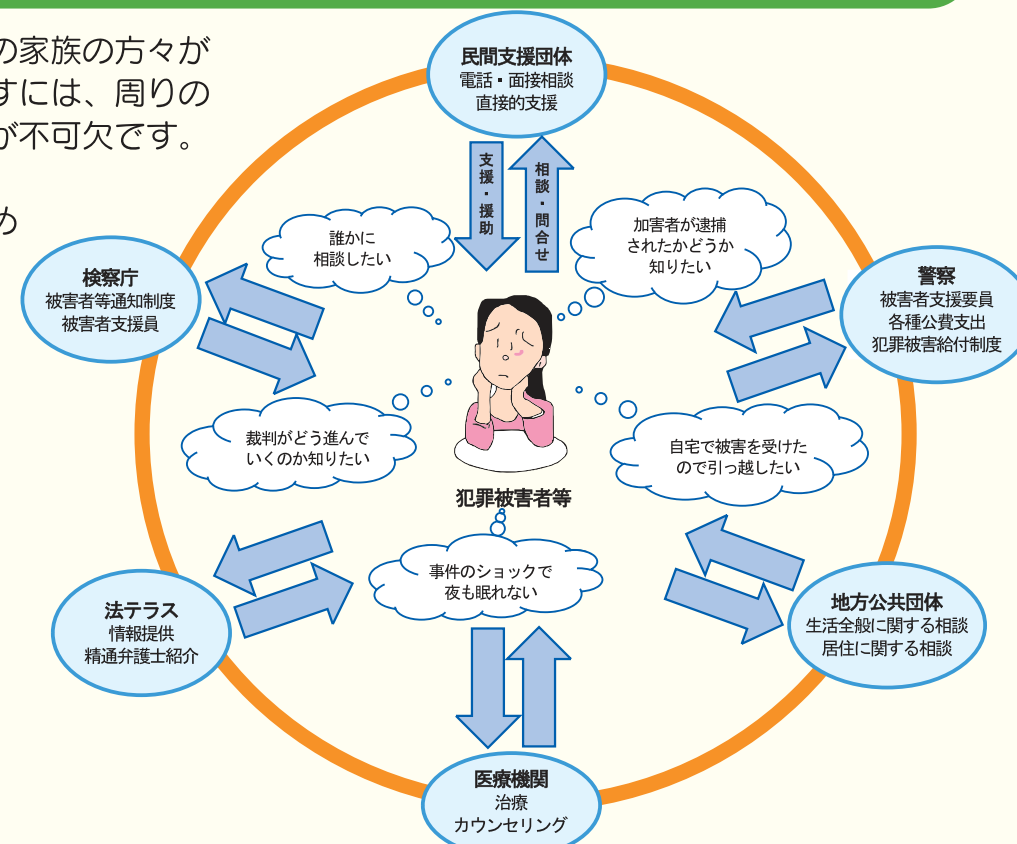 の家族の方々が
すには、周りの
が不可欠です。
め
民間支援団体
電話・面接相談
直接的支援
支援・援助
相談・問合せ
誰かに
相談したい
加害者が逮捕
されたかどうか
知りたい
検察庁
被害者等通知制度
被害者支援員
警察
被害者支援要員
各種公費支出
犯罪被害給付制度
裁判がどう進んで
いくのか知りたい
自宅で被害を受けた
ので引っ越したい
犯罪被害者等
事件のショックで
夜も眠れない
法テラス
情報提供
精通弁護士紹介
地方公共団体
生活全般に関する相談
居住に関する相談
医療機関
治療
カウンセリング